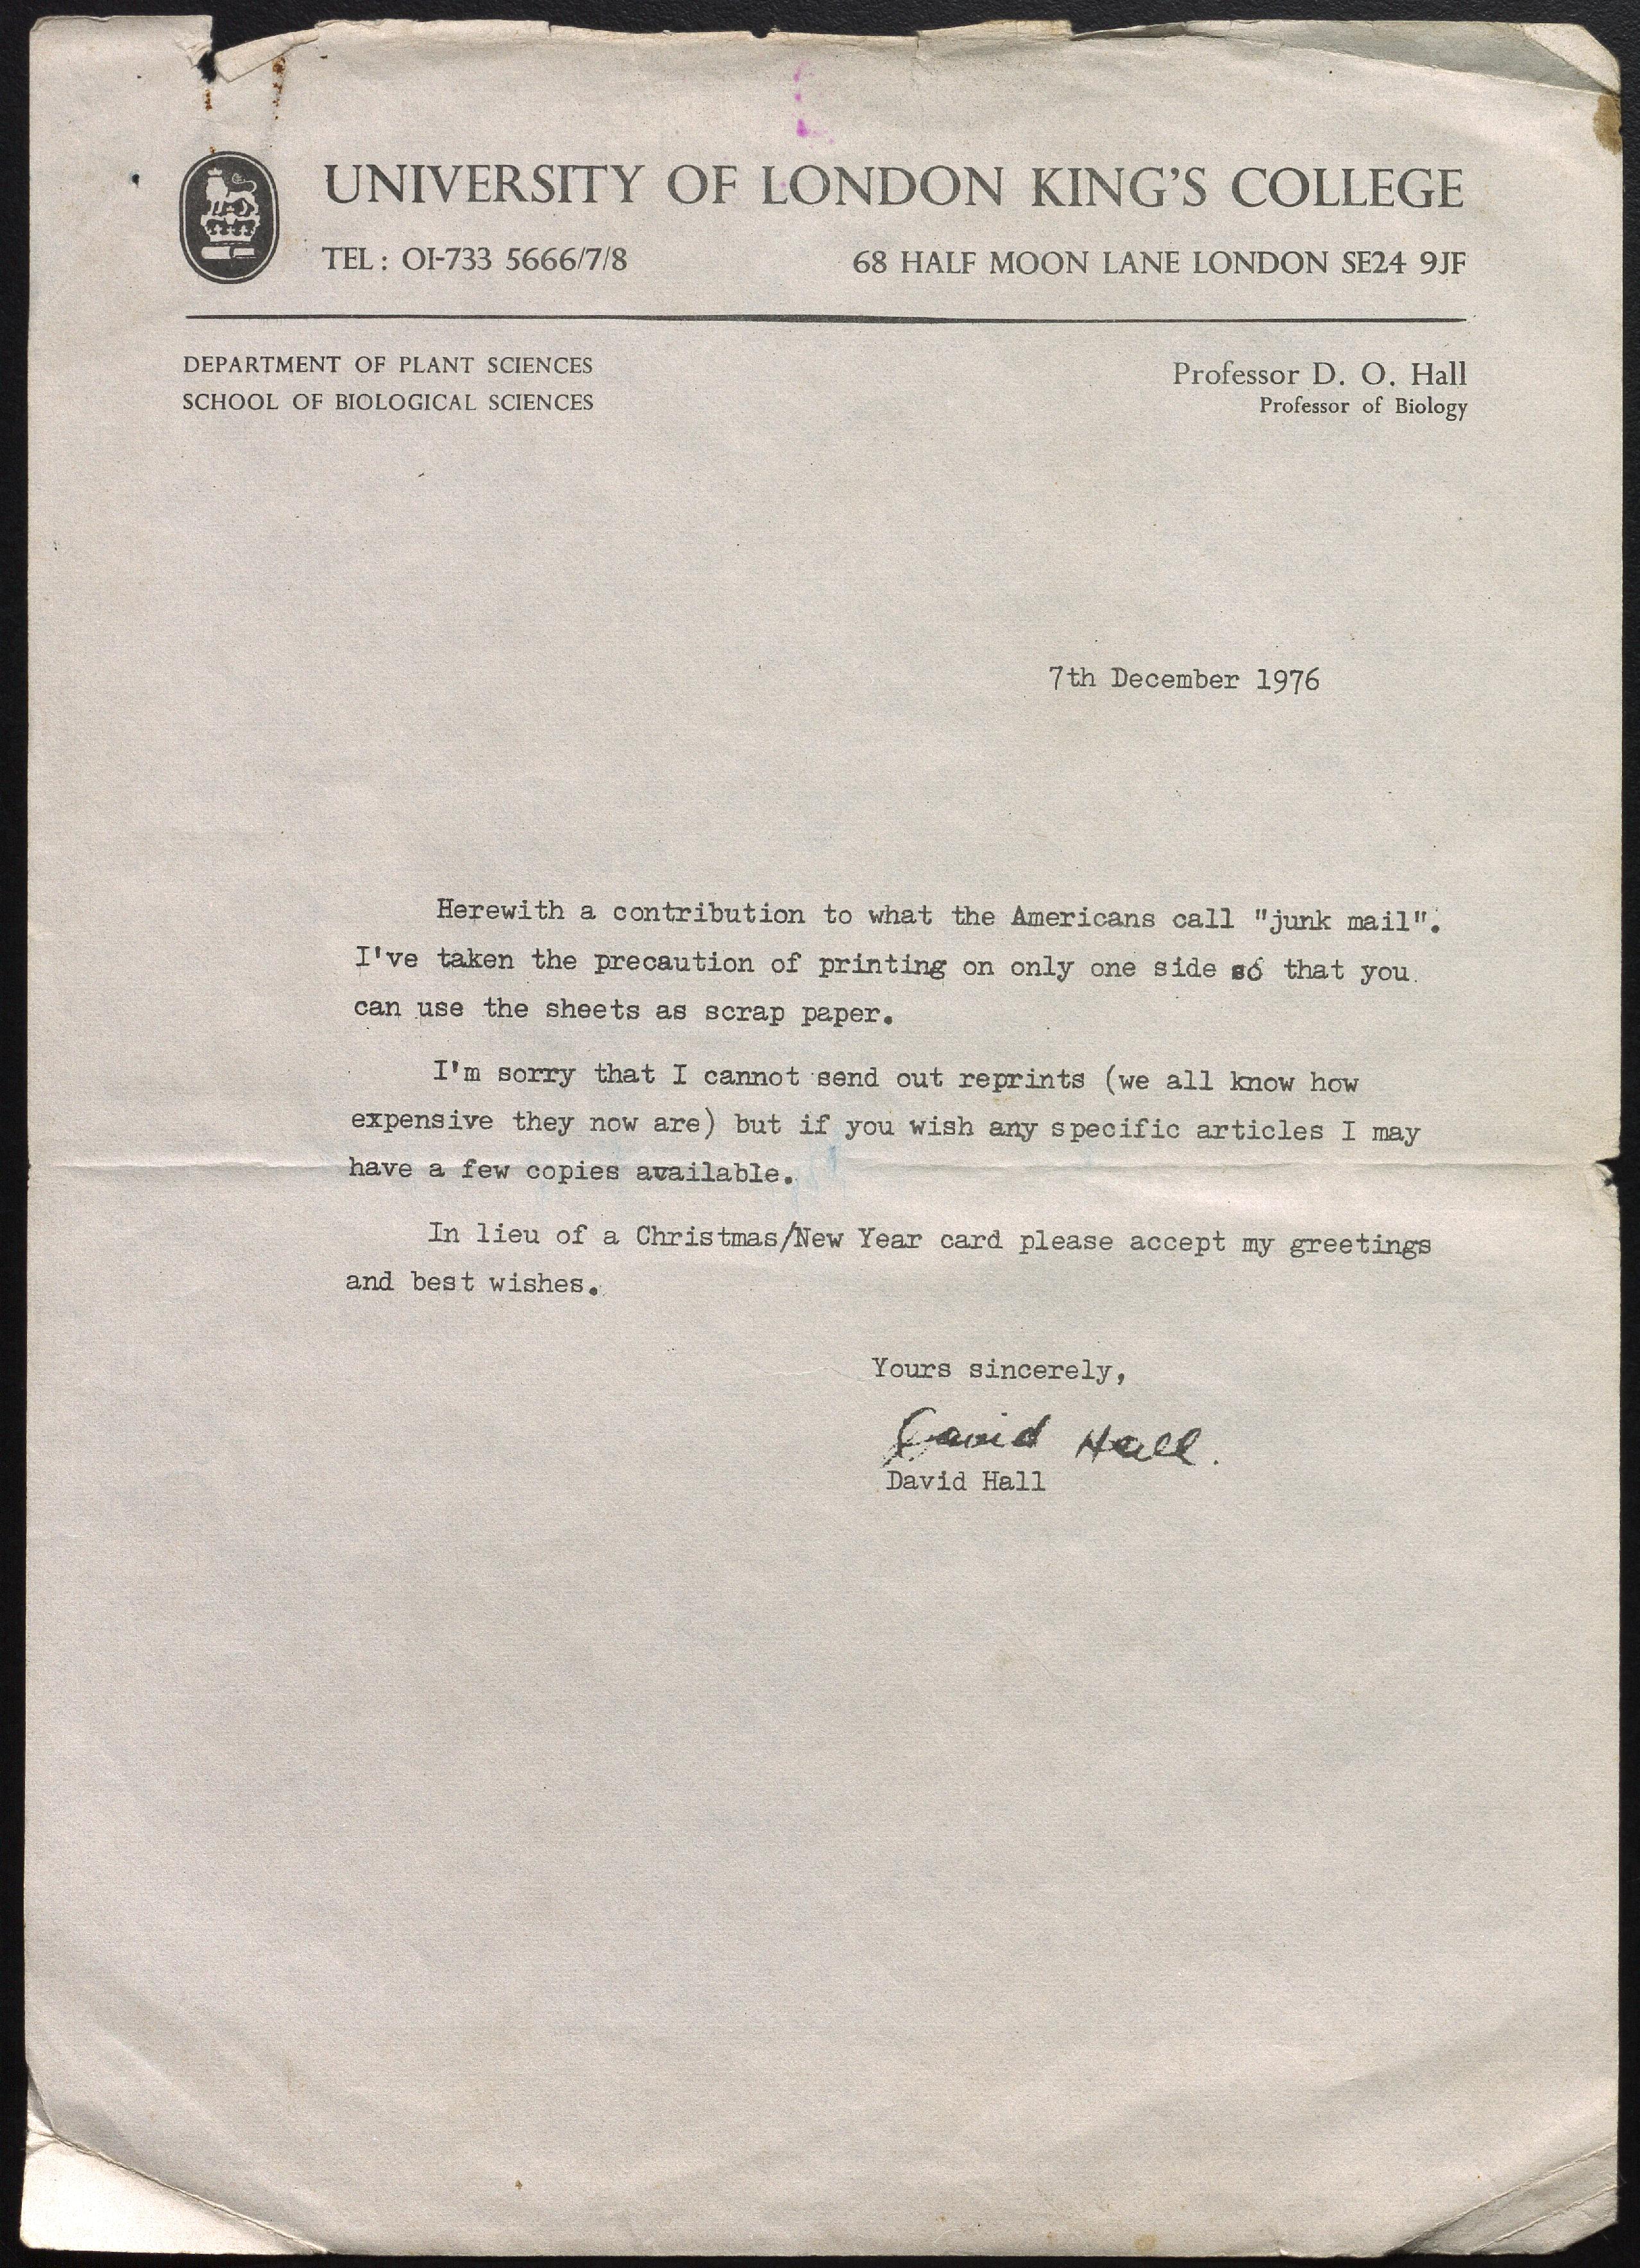 UNIVERSITY OF LONDON KING'S COLLEGE
TEL: 01-733 5666/7/8 68 HALF MOON LANE LONDON SE24 9JF
DEPARTMENT OF PLANT SCIENCES
SCHOOL OF BIOLOGICAL SCIENCES
Professor D. O. Hall
Professor of Biology
7th December 1976
Herewith a contribution to what the Americans call "junk mail".
I've taken the precaution of printing on only one side so that you
can use the sheets as scrap paper.
I'm sorry that I cannot send out reprints (we all know how
expensive they now are) but if you wish any specific articles I may
have a few copies available.
In lieu of a Christmas/New Year card please accept my greetings
and best wishes.
Yours sincerely,
David Hall.
David Hall